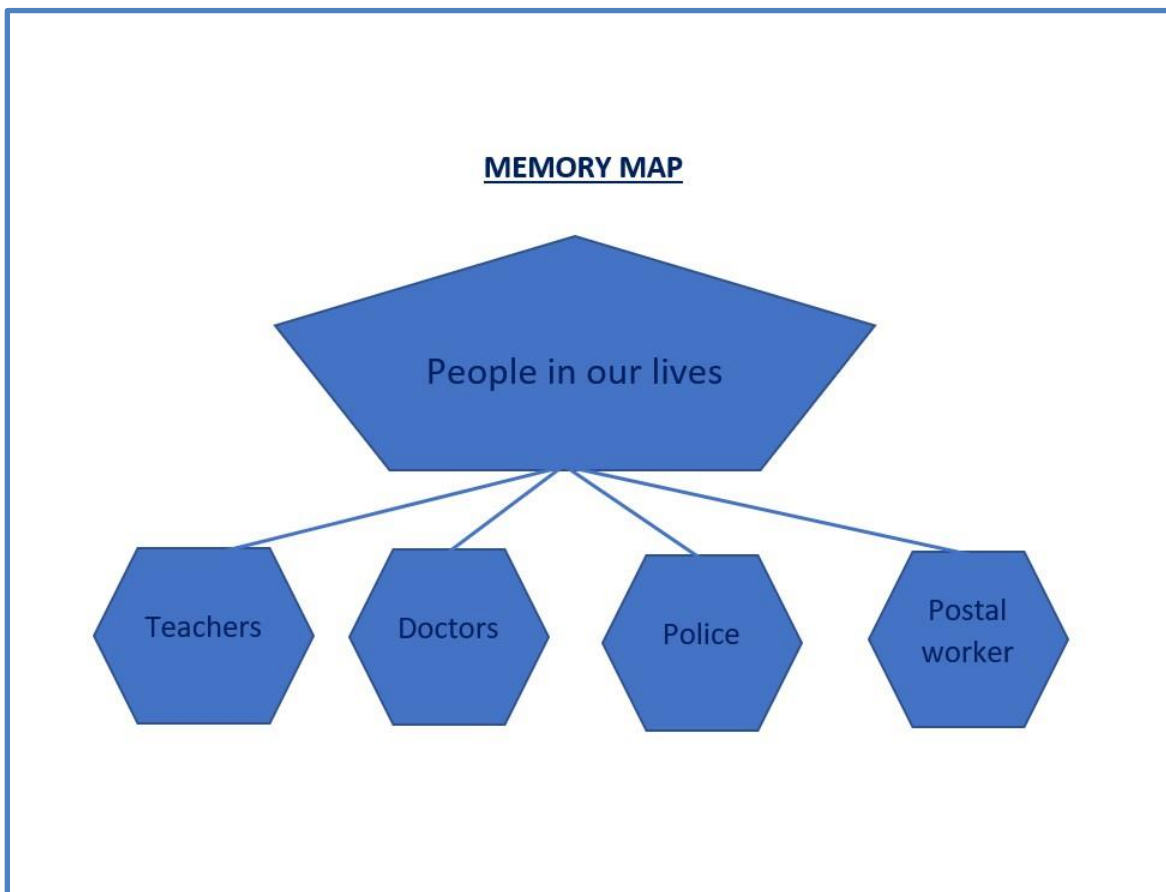 MEMORY MAP
People in our lives
Teachers
Doctors
Police
Postal
worker